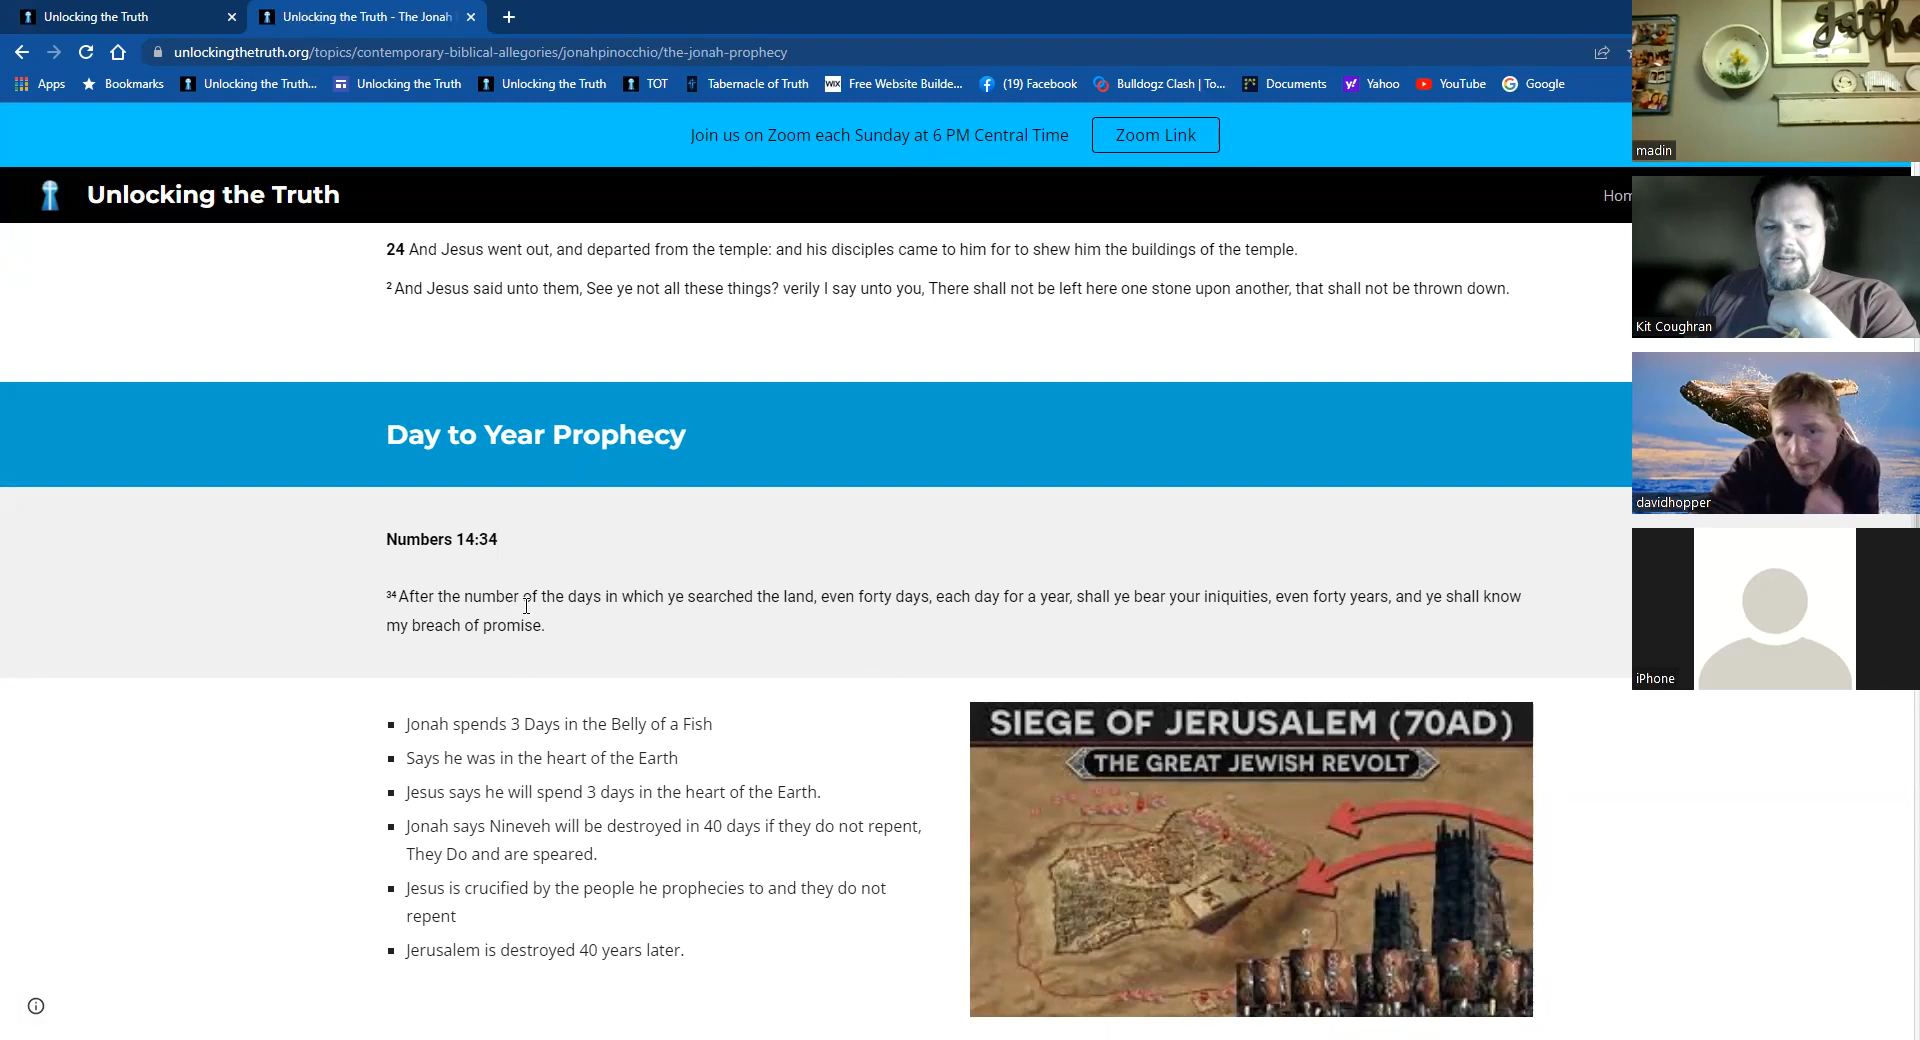 Unlocking the Truth
Unlocking the Truth - The Jonah
unlockingthetruth.org/topics/contemporary-biblical-allegories/jonahpinocchio/the-jonah-prophecy
Apps Bookmarks Unlocking the Truth... Unlocking the Truth Unlocking the Truth TOT Tabernacle of Truth WIX Free Website Builde... (19) Facebook Bulldogz Clash | To... Documents Yahoo YouTube Google
Join us on Zoom each Sunday at 6 PM Central Time Zoom Link
Unlocking the Truth
Hom
24 And Jesus went out, and departed from the temple: and his disciples came to him for to shew him the buildings of the temple.
2 And Jesus said unto them, See ye not all these things? verily I say unto you, There shall not be left here one stone upon another, that shall not be thrown down.
Day to Year Prophecy
Numbers 14:34
34 After the number of the days in which ye searched the land, even forty days, each day for a year, shall ye bear your iniquities, even forty years, and ye shall know
my breach of promise.
Jonah spends 3 Days in the Belly of a Fish
Says he was in the heart of the Earth
Jesus says he will spend 3 days in the heart of the Earth.
Jonah says Nineveh will be destroyed in 40 days if they do not repent,
They Do and are speared.
Jesus is crucified by the people he prophecies to and they do not
repent
Jerusalem is destroyed 40 years later.
SIEGE OF JERUSALEM (70AD)
THE GREAT JEWISH REVOLT
gathe
madin
Kit Coughran
davidhopper
iPhone